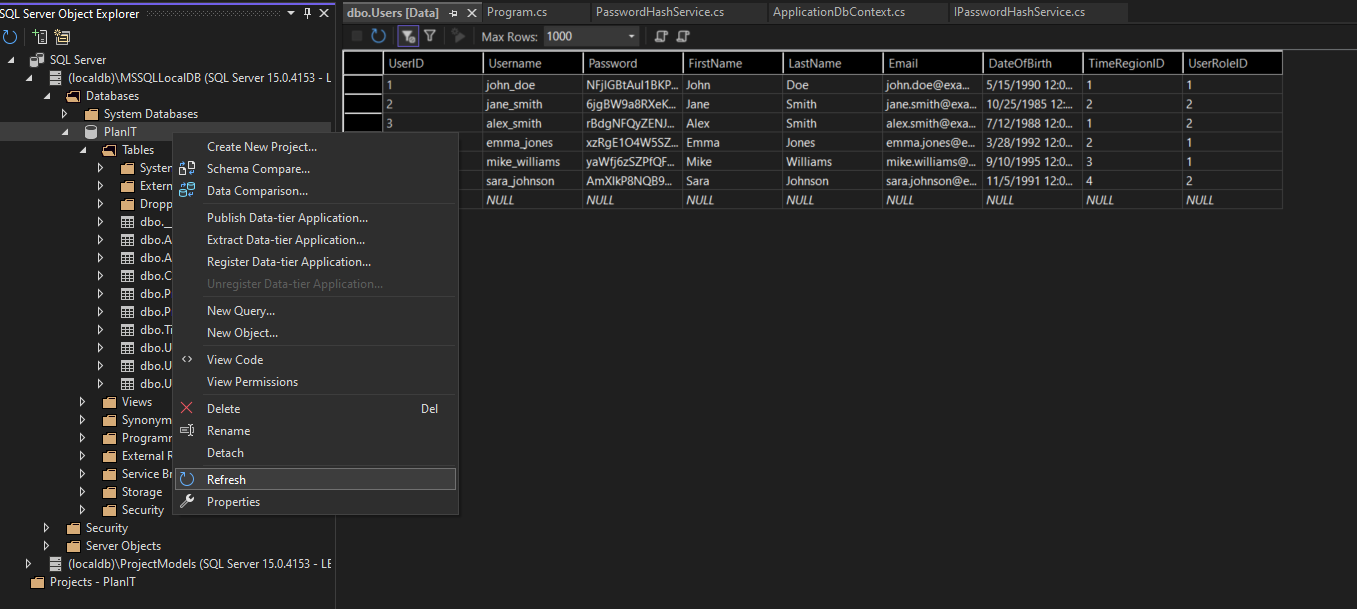 SQL Server Object Explorer
dbo.Users [Data]
Program.cs
PasswordHashService.cs
ApplicationDbContext.cs
IPasswordHashService.cs
Max Rows: 1000
SQL Server
(localdb)\MSSQLLocalDB (SQL Server 15.0.4153 - L
Databases
System Databases
PlanIT
Tables
System
Extern
Dropp
dbo.__
dbo.A
dbo.A
dbo.C
dbo.P
dbo.P
dbo.Ti
dbo.U
dbo.U
dbo.U
Views
Synonym
Programm
External R
Service Br
Storage
Security
Security
Server Objects
(localdb)\ProjectModels (SQL Server 15.0.4153 - LE
Projects - PlanIT
Create New Project...
Schema Compare...
Data Comparison...
Publish Data-tier Application...
Extract Data-tier Application...
Register Data-tier Application...
Unregister Data-tier Application...
New Query...
New Object...
View Code
View Permissions
Delete Del
Rename
Detach
Refresh
Properties
UserID Username Password FirstName LastName Email DateOfBirth TimeRegionID UserRoleID
1 john_doe John Doe john.doe@exa... 5/15/1990 12:0... 1 1
2 jane_smith 6jgBW9a8RXeK... Jane Smith jane.smith@exa... 10/25/1985 12:... 2 2
3 alex_smith rBdgNFQyZENJ... Alex Smith alex.smith@exa... 7/12/1988 12:0... 1 2
emma_jones xzRgE1O4W5SZ... Emma Jones emma.jones@e... 3/28/1992 12:0... 2 1
mike_williams yaWfj6zSZPfQF... Mike Williams mike.williams@... 9/10/1995 12:0... 3 1
sara_johnson Sara Johnson sara.johnson@e... 11/5/1991 12:0... 4 2
NULL NULL NULL NULL NULL NULL NULL NULL